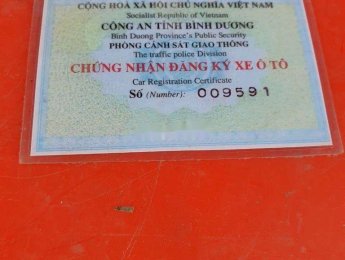 CỘNG HOÀ XÃ HỘI CHỦ NGHĨA VIỆT NAM
Socialist Republic of Vietnam
CÔNG AN TỈNH BÌNH DƯƠNG
Binh Duong Province's Public Security
PHÒNG CẢNH SÁT GIAO THÔNG
The traffic police Division
CHỨNG NHẬN ĐĂNG KÝ XE Ô TÔ
Car Registration Certificate
Số (Number): 009591